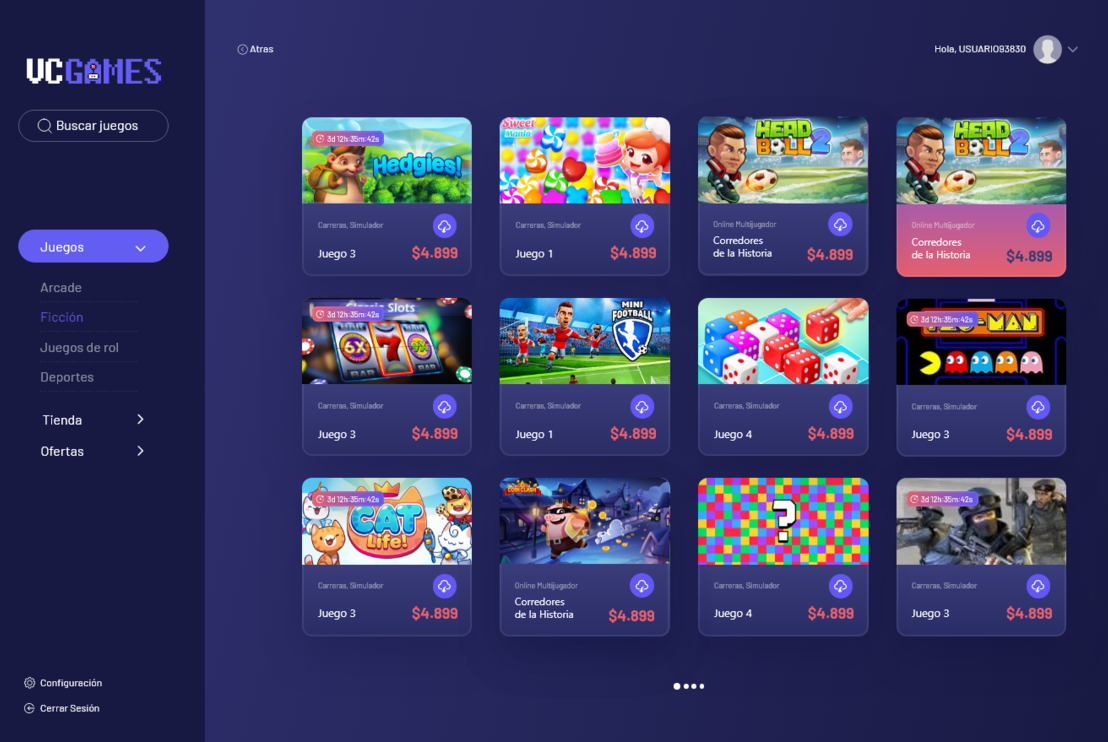 VCGAMES
Buscar juegos
Juegos
Arcade
Ficción
Juegos de rol
Deportes
Tienda
Ofertas
Configuración
Cerrar Sesión
Atras
Hola, USUARIO93830
3d 12h:35m:42s
Hedgies!
Carreras, Simulador
Juego 3
$4.899
Sweet
Mania
Carreras, Simulador
Juego 1
$4.899
HEAD
BALL 2
Online Multijugador
Corredores
de la Historia
$4.899
HEAD
BALL 2
Online Multijugador
Corredores
de la Historia
$4.899
Slots
3d 12h:35m:42s
6X 7 9X
BAR BAR
Carreras, Simulador
Juego 3
$4.899
MINI
FOOTBALL
Carreras, Simulador
Juego 1
$4.899
Carreras, Simulador
Juego 4
$4.899
3d 12h:35m:42s
PAC-MAN
Carreras, Simulador
Juego 3
$4.899
3d 12h:35m:42s
CAT
Life!
Carreras, Simulador
Juego 3
$4.899
Online Multijugador
Corredores
de la Historia
$4.899
?
Carreras, Simulador
Juego 4
$4.899
3d 12h:35m:42s
Carreras, Simulador
Juego 3
$4.899